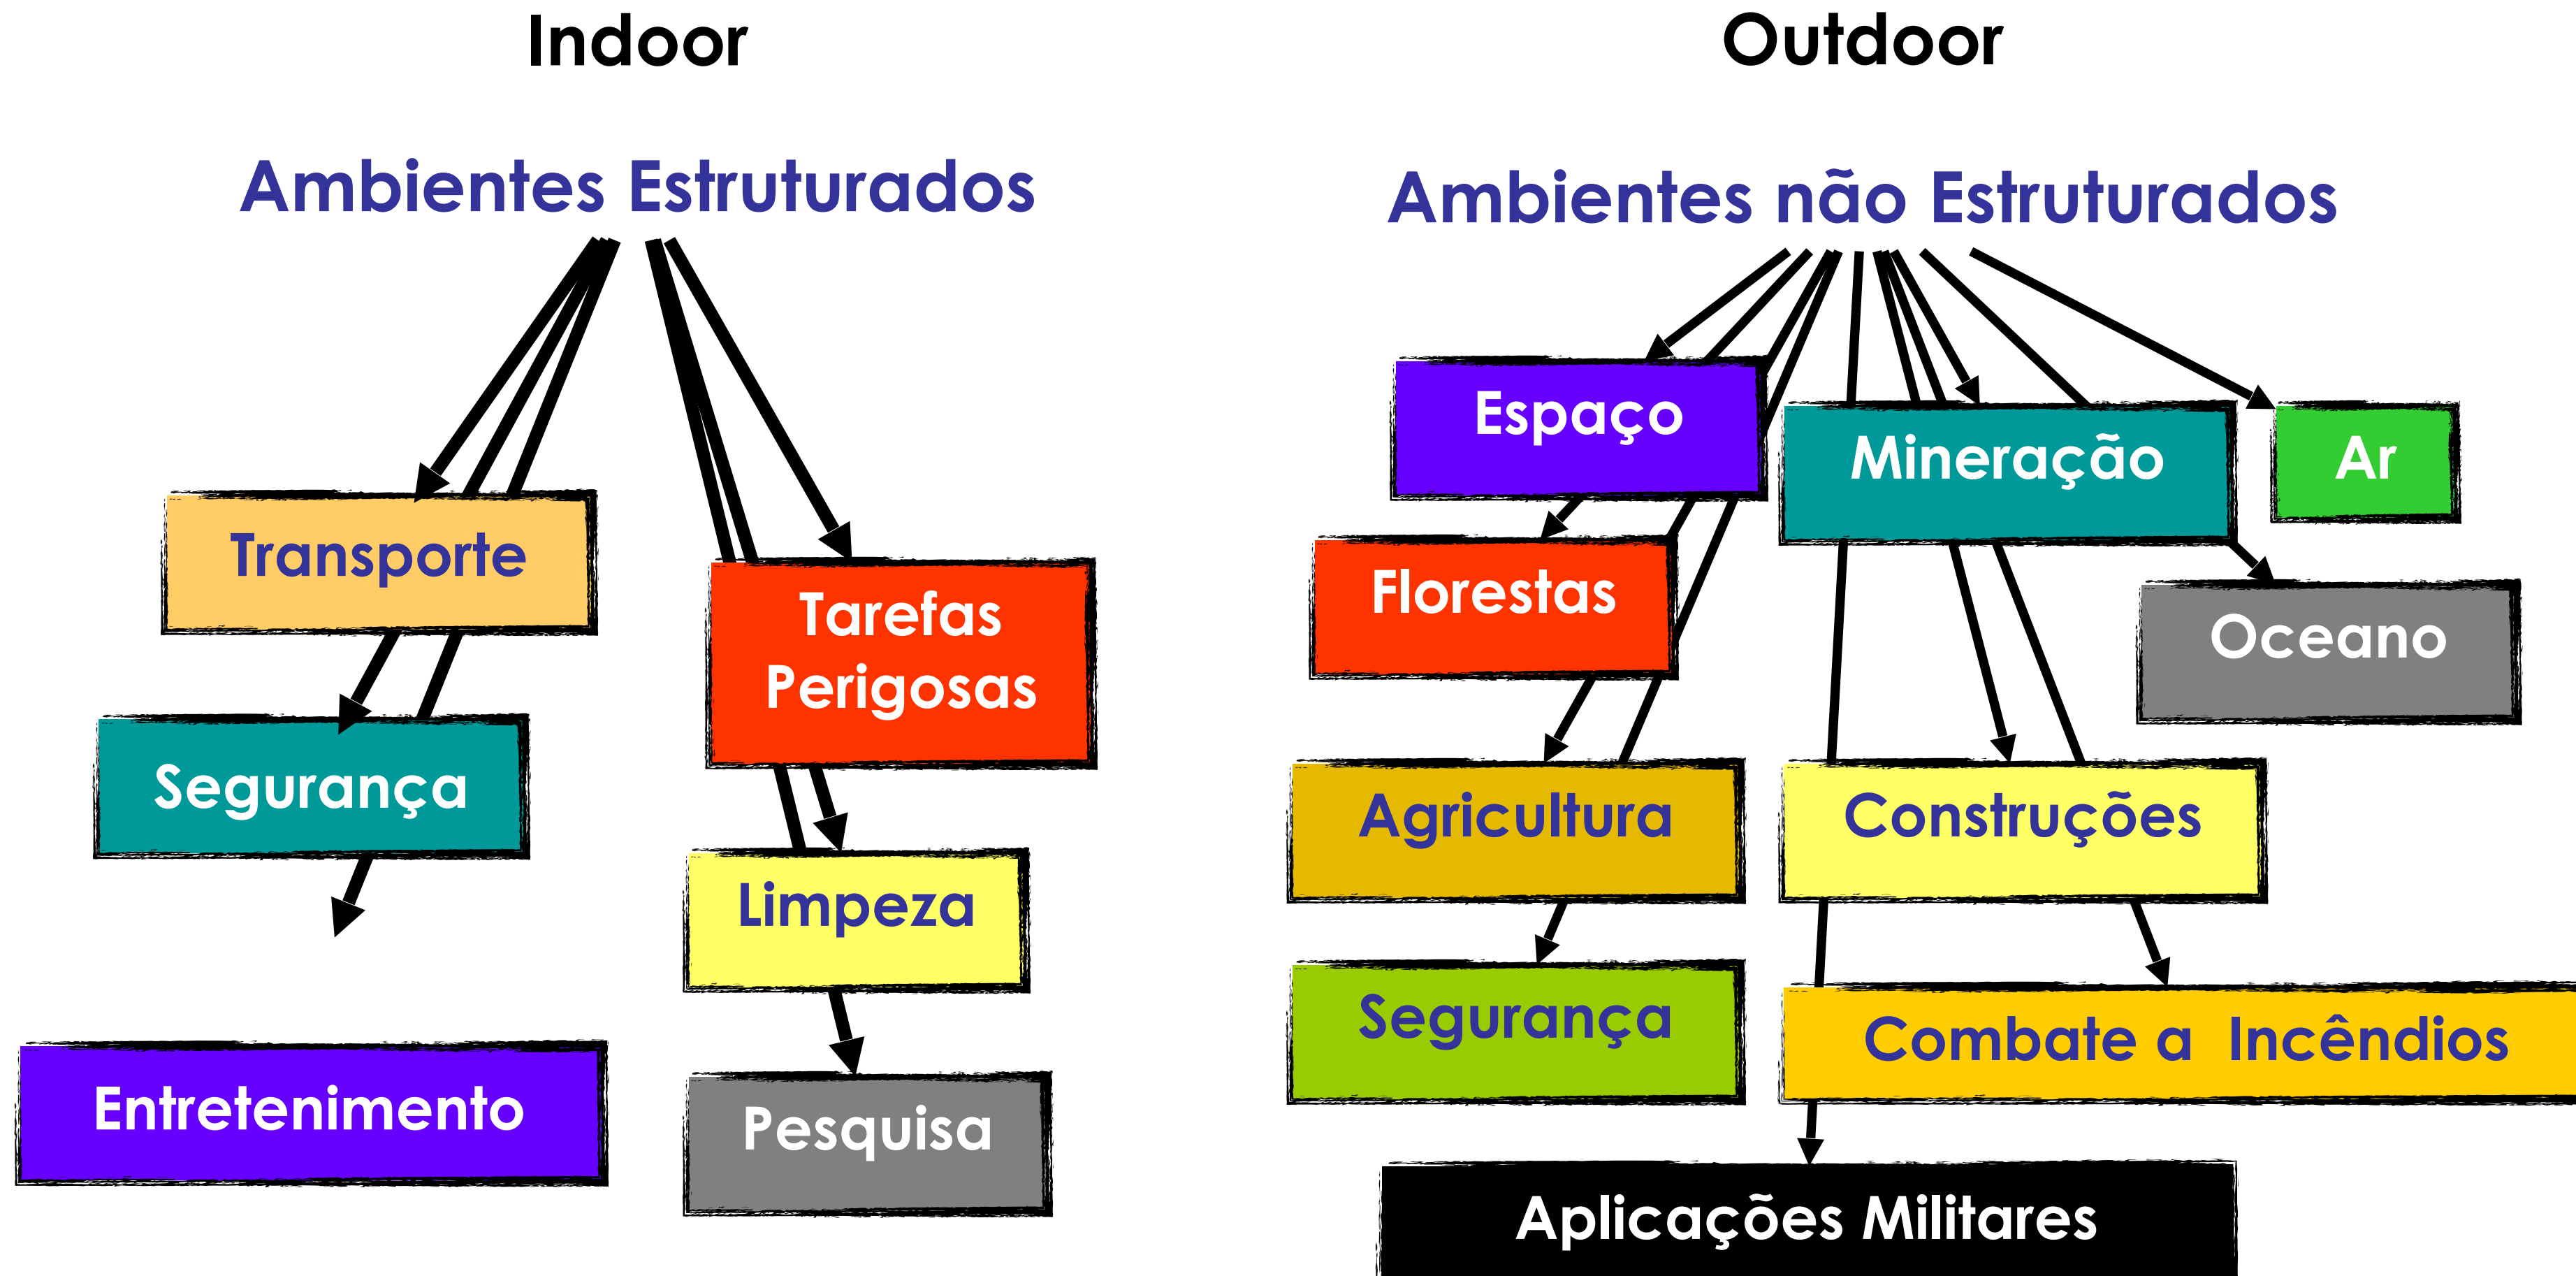 Indoor
Ambientes Estruturados
Transporte
Tarefas
Perigosas
Segurança
Limpeza
Entretenimento
Pesquisa
Outdoor
Ambientes não Estruturados
Espaço
Mineração
Ar
Florestas
Oceano
Agricultura
Construções
Segurança
Combate a Incêndios
Aplicações Militares